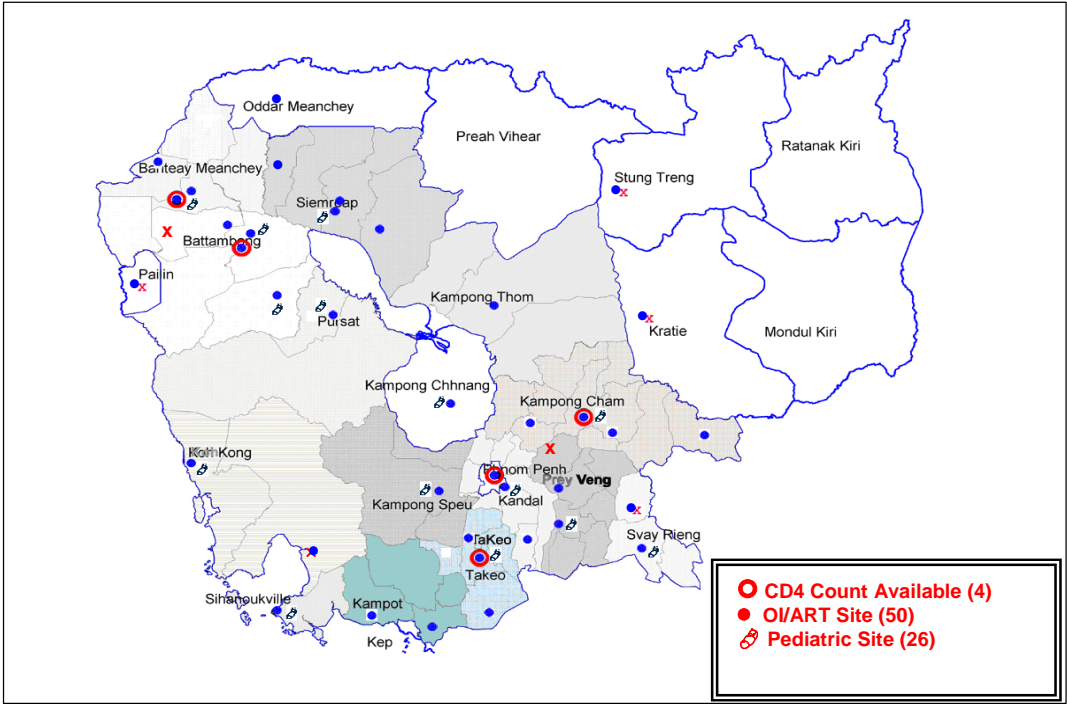 Oddar Meanchey
Preah Vihear
Ratanak Kiri
Stung Treng
Banteay Meanchey
Siemreap
x
x
Battambang
Pailin
x
Kampong Thom
Pursat
Kratie
x
Mondul Kiri
Kampong Chhnang
Kampong Cham
x
Koh Kong
Phnom Penh
Prey Veng
Kampong Speu
Kandal
x
Svay Rieng
TaKeo
x
Takeo
Sihanoukville
Kampot
Kep
CD4 Count Available (4)
OI/ART Site (50)
Pediatric Site (26)